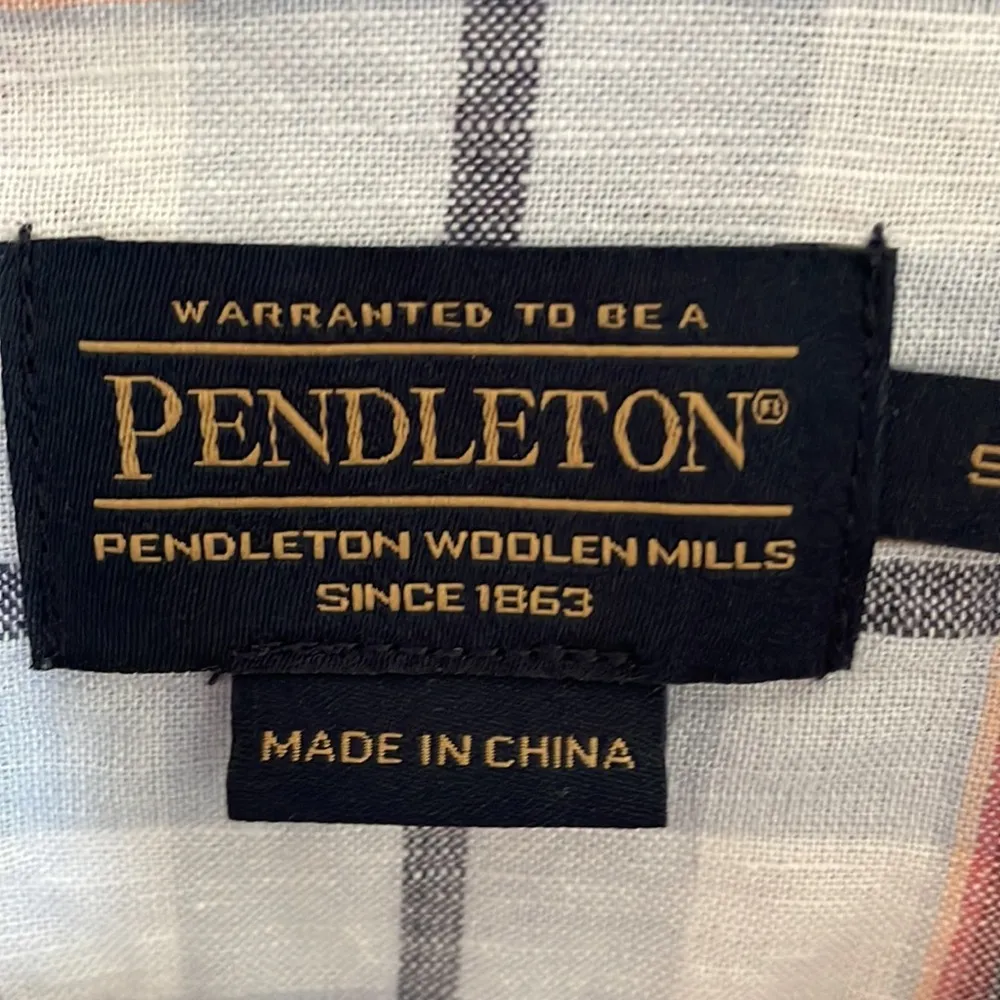 WARRANTED TO BE A
PENDLETON®
S
PENDLETON WOOLEN MILLS
SINCE 1863
MADE IN CHINA